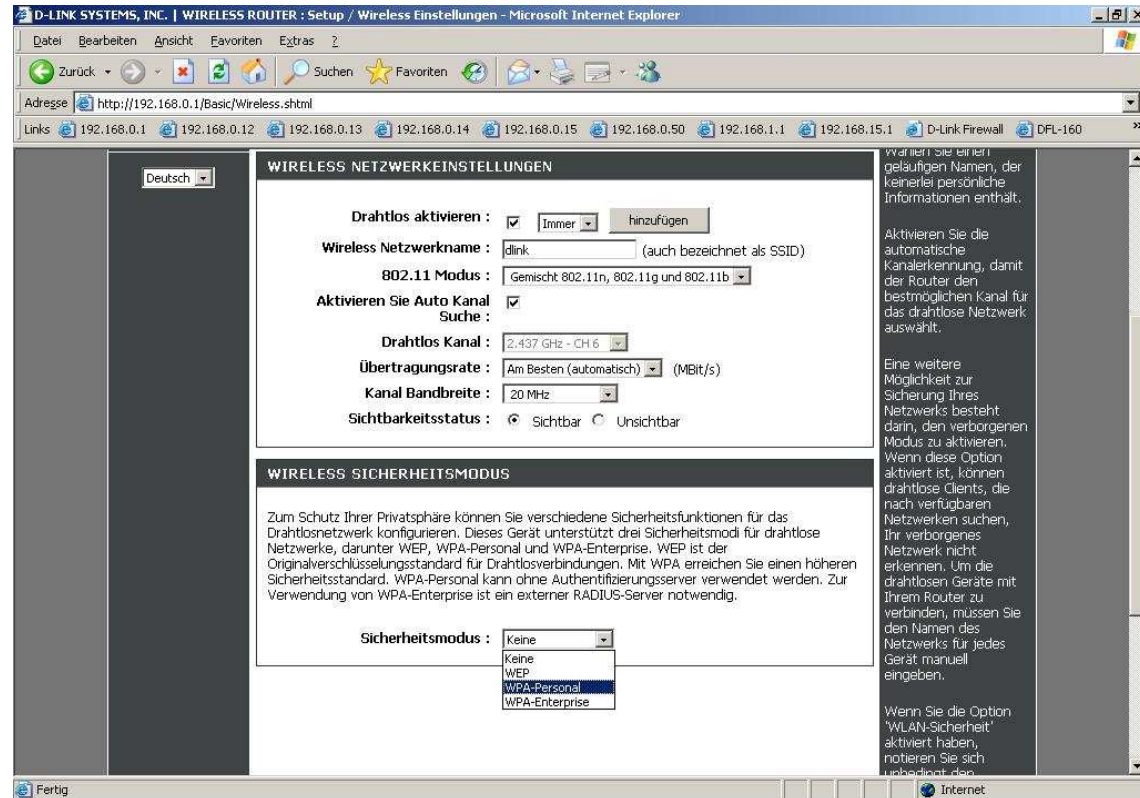 D-LINK SYSTEMS, INC. | WIRELESS ROUTER : Setup / Wireless Einstellungen - Microsoft Internet Explorer
Datei Bearbeiten Ansicht Favoriten Extras ?
Zurück Suchen Favoriten
Adresse http://192.168.0.1/Basic/Wireless.shtml
Links 192.168.0.1 192.168.0.12 192.168.0.13 192.168.0.14 192.168.0.15 192.168.0.50 192.168.1.1 192.168.15.1 D-Link Firewall DFL-160 »
Deutsch
WIRELESS NETZWERKEINSTELLUNGEN
Drahtlos aktivieren : Immer hinzufügen
Wireless Netzwerkname : dlink (auch bezeichnet als SSID)
802.11 Modus : Gemischt 802.11n, 802.11g und 802.11b
Aktivieren Sie Auto Kanal
Suche :
Drahtlos Kanal : 2.437 GHz - CH 6
Übertragungsrate : Am Besten (automatisch) (MBit/s)
Kanal Bandbreite : 20 MHz
Sichtbarkeitsstatus : Sichtbar Unsichtbar
WIRELESS SICHERHEITSMODUS
Zum Schutz Ihrer Privatsphäre können Sie verschiedene Sicherheitsfunktionen für das
Drahtlosnetzwerk konfigurieren. Dieses Gerät unterstützt drei Sicherheitsmodi für drahtlose
Netzwerke, darunter WEP, WPA-Personal und WPA-Enterprise. WEP ist der
Originalverschlüsselungsstandard für Drahtlosverbindungen. Mit WPA erreichen Sie einen höheren
Sicherheitsstandard. WPA-Personal kann ohne Authentifizierungsserver verwendet werden. Zur
Verwendung von WPA-Enterprise ist ein externer RADIUS-Server notwendig.
Sicherheitsmodus : Keine
Keine
WEP
WPA-Personal
WPA-Enterprise
Wählen Sie einen
geläufigen Namen, der
keinerlei persönliche
Informationen enthält.
Aktivieren Sie die
automatische
Kanalerkennung, damit
der Router den
bestmöglichen Kanal für
das drahtlose Netzwerk
auswählt.
Eine weitere
Möglichkeit zur
Sicherung Ihres
Netzwerks besteht
darin, den verborgenen
Modus zu aktivieren.
Wenn diese Option
aktiviert ist, können
drahtlose Clients, die
nach verfügbaren
Netzwerken suchen,
Ihr verborgenes
Netzwerk nicht
erkennen. Um die
drahtlosen Geräte mit
Ihrem Router zu
verbinden, müssen Sie
den Namen des
Netzwerks für jedes
Gerät manuell
eingeben.
Wenn Sie die Option
'WLAN-Sicherheit'
aktiviert haben,
notieren Sie sich
unbedingt den
Fertig Internet